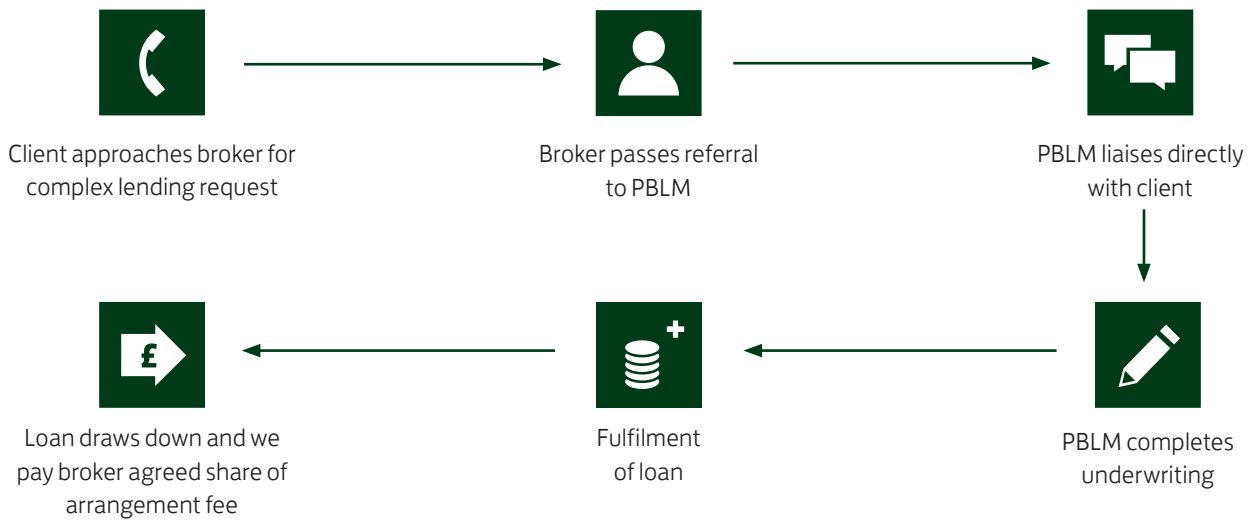 Client approaches broker for
complex lending request
Broker passes referral
to PBLM
PBLM liaises directly
with client
PBLM completes
underwriting
Fulfilment
of loan
£
Loan draws down and we
pay broker agreed share of
arrangement fee